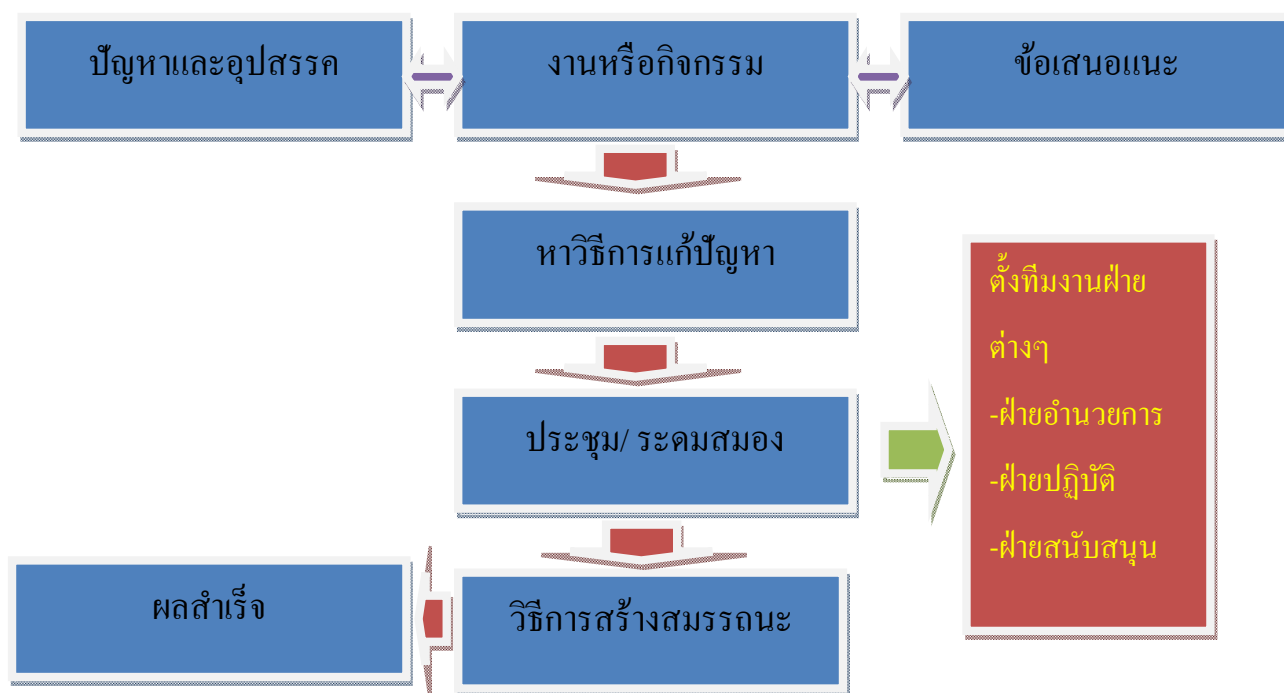 ปัญหาและอุปสรรค
งานหรือกิจกรรม
ข้อเสนอแนะ
หาวิธีการแก้ปัญหา
ประชุม/ ระดมสมอง
ตั้งทีมงานฝ่าย
ต่างๆ
-ฝ่ายอำนวยการ
-ฝ่ายปฏิบัติ
-ฝ่ายสนับสนุน
วิธีการสร้างสมรรถนะ
ผลสำเร็จ